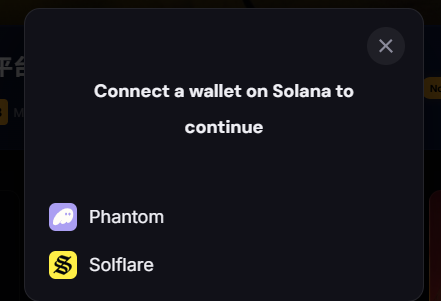 Connect a wallet on Solana to
continue
Phantom
Solflare